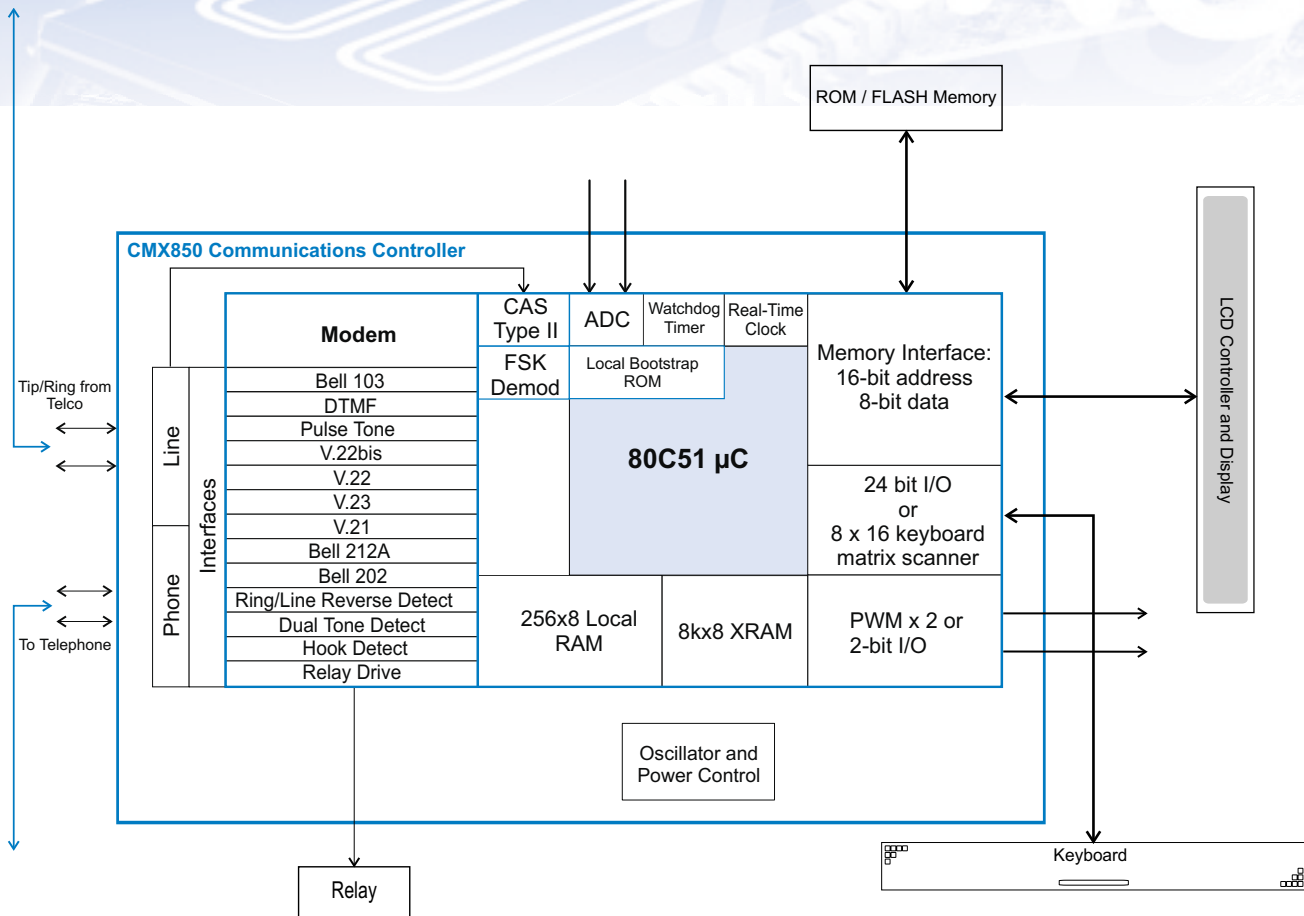 ROM / FLASH Memory
CMX850 Communications Controller
LCD Controller and Display
Tip/Ring from
Telco
To Telephone
Line
Phone
Interfaces
Modem
Bell 103
DTMF
Pulse Tone
V.22bis
V.22
V.23
V.21
Bell 212A
Bell 202
Ring/Line Reverse Detect
Dual Tone Detect
Hook Detect
Relay Drive
CAS
Type II
FSK
Demod
ADC
Watchdog
Timer
Real-Time
Clock
Local Bootstrap
ROM
80C51 µC
Memory Interface:
16-bit address
8-bit data
24 bit I/O
or
8 x 16 keyboard
matrix scanner
256x8 Local
RAM
8kx8 XRAM
PWM x 2 or
2-bit I/O
Oscillator and
Power Control
Relay
Keyboard